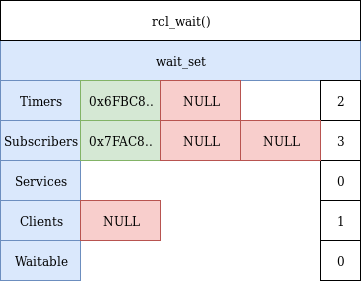 rcl_wait()
wait_set
Timers 0x6FBC8.. NULL 2
Subscribers 0x7FAC8.. NULL NULL 3
Services 0
Clients NULL 1
Waitable 0